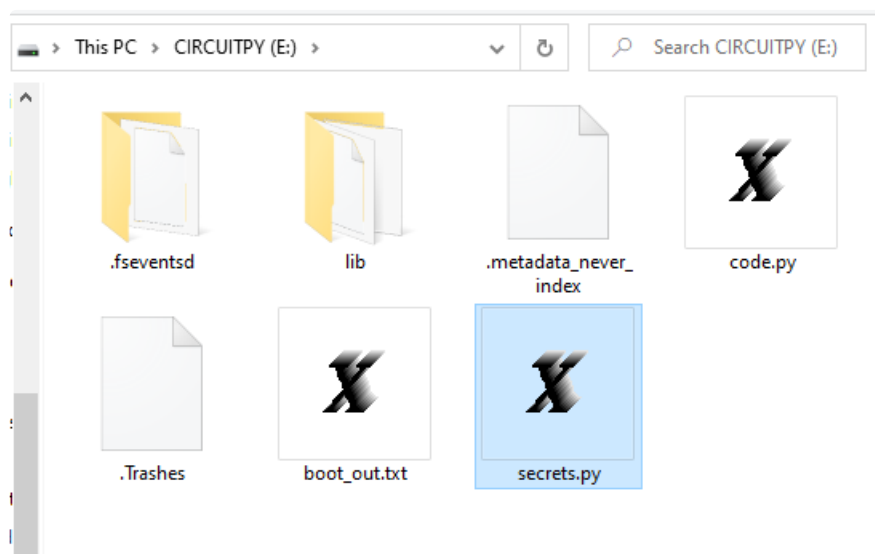 This PC > CIRCUITPY (E:) >
Search CIRCUITPY (E:)
.fseventsd
lib
.metadata_never_
index
code.py
.Trashes
boot_out.txt
secrets.py